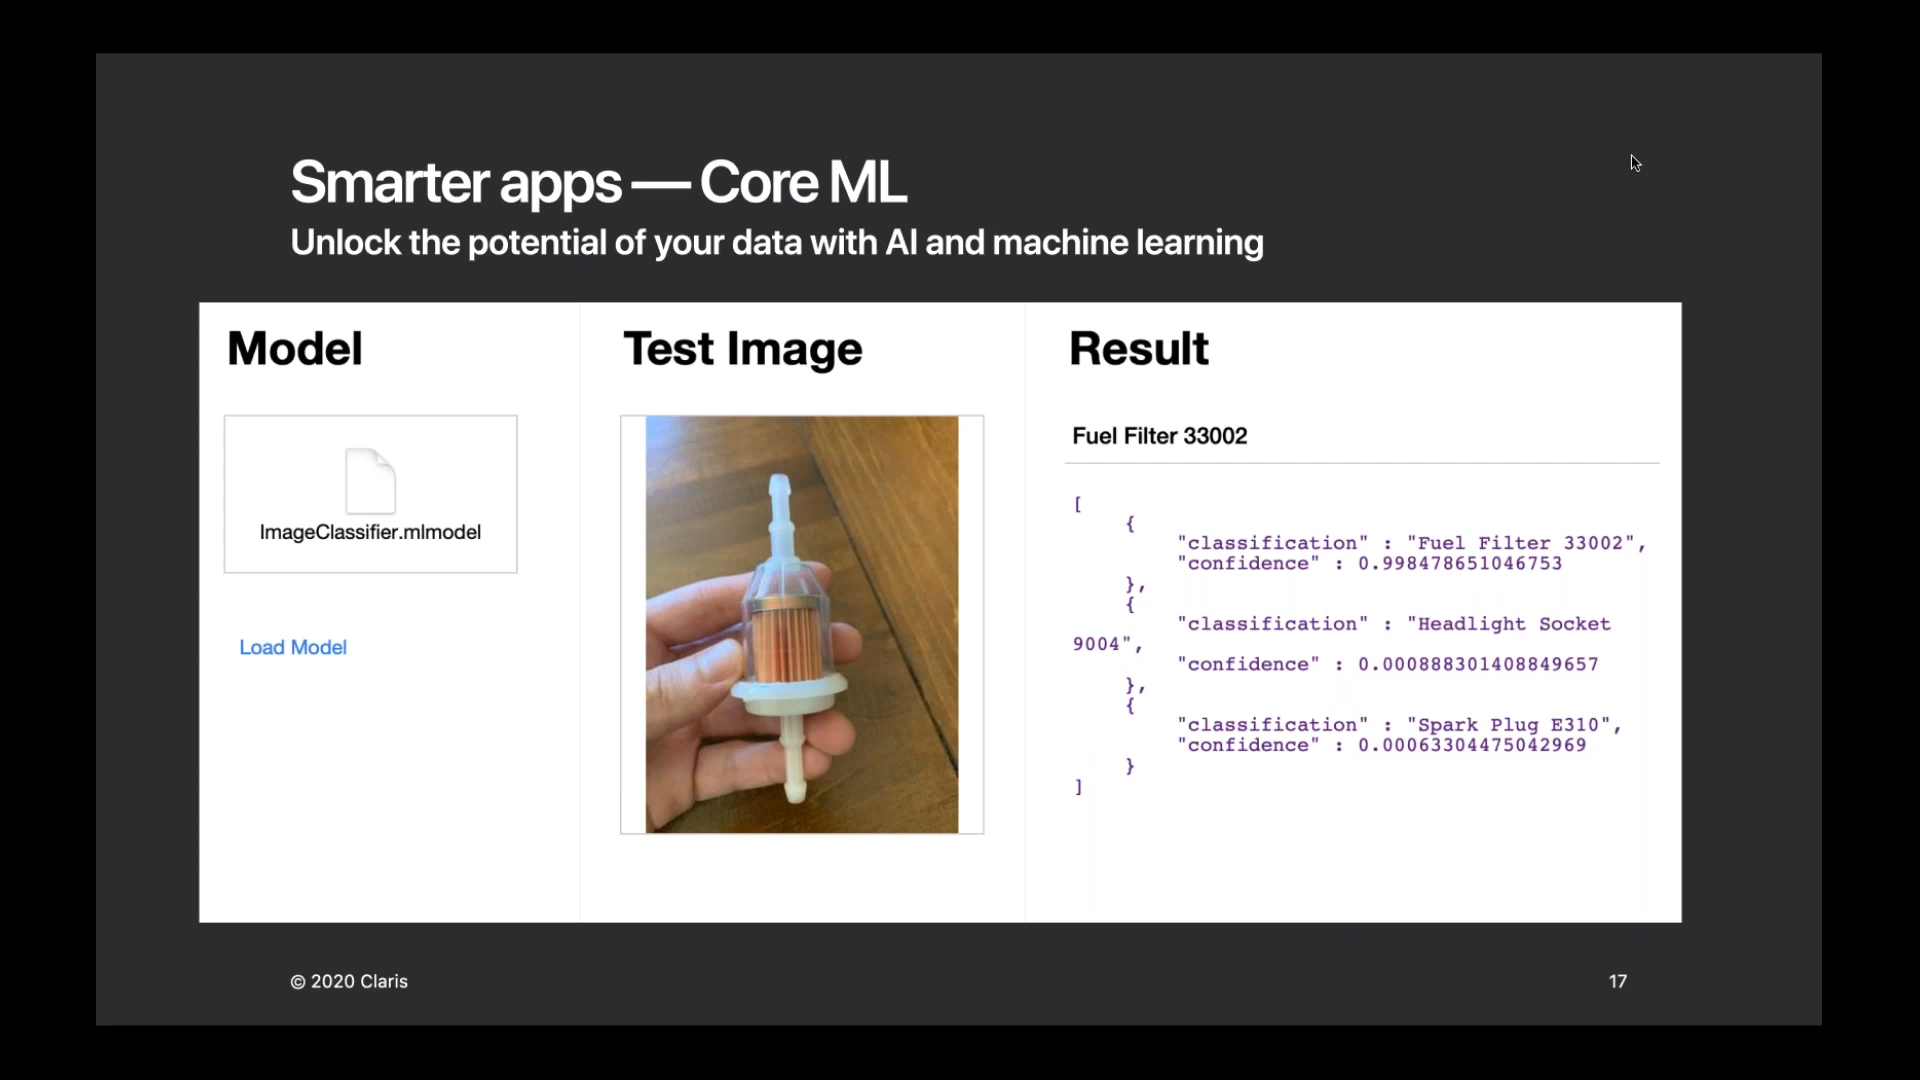 Smarter apps — Core ML
Unlock the potential of your data with AI and machine learning
Model
ImageClassifier.mlmodel
Load Model
Test Image
Result
Fuel Filter 33002
[
{
"classification" : "Fuel Filter 33002",
"confidence" : 0.998478651046753
},
{
"classification" : "Headlight Socket
9004",
"confidence" : 0.000888301408849657
},
{
"classification" : "Spark Plug E310",
"confidence" : 0.00063304475042969
}
]
© 2020 Claris
17